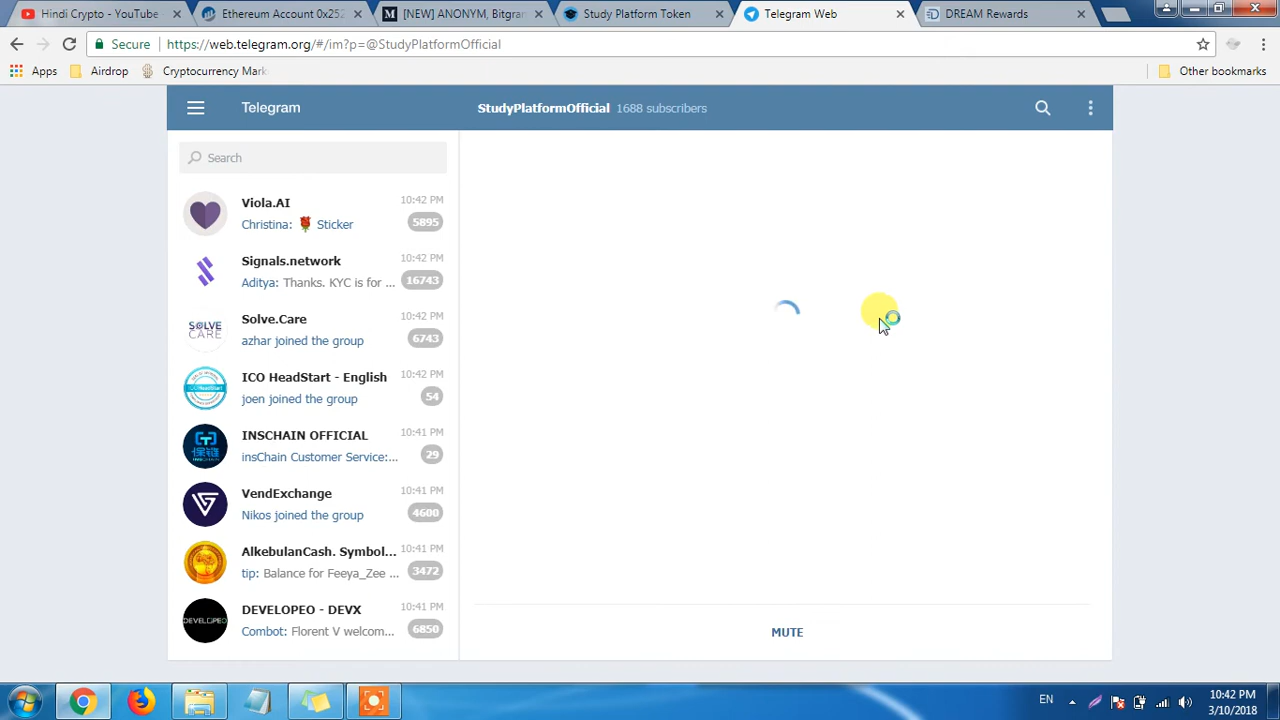 Hindi Crypto - YouTube
Ethereum Account 0x252
[NEW] ANONYM, Bitgram
Study Platform Token
Telegram Web
DREAM Rewards
Secure
https://web.telegram.org/#/im?p=@StudyPlatformOfficial
Apps
Airdrop
Cryptocurrency Mark
Other bookmarks
Telegram
StudyPlatformOfficial 1688 subscribers
Search
Viola.AI 10:42 PM
Christina: 🌹 Sticker 5895
Signals.network 10:42 PM
Aditya: Thanks. KYC is for ... 16743
Solve.Care 10:42 PM
SOLVE
CARE
azhar joined the group 6743
ICO HeadStart - English 10:42 PM
joen joined the group 54
INSCHAIN OFFICIAL 10:41 PM
insChain Customer Service:... 29
VendExchange 10:41 PM
Nikos joined the group 4600
AlkebulanCash. Symbol... 10:41 PM
tip: Balance for Feeya_Zee ... 3472
DEVELOPEO - DEVX 10:41 PM
DEVELOPEO
Combot: Florent V welcom... 6850
MUTE
EN
10:42 PM
3/10/2018